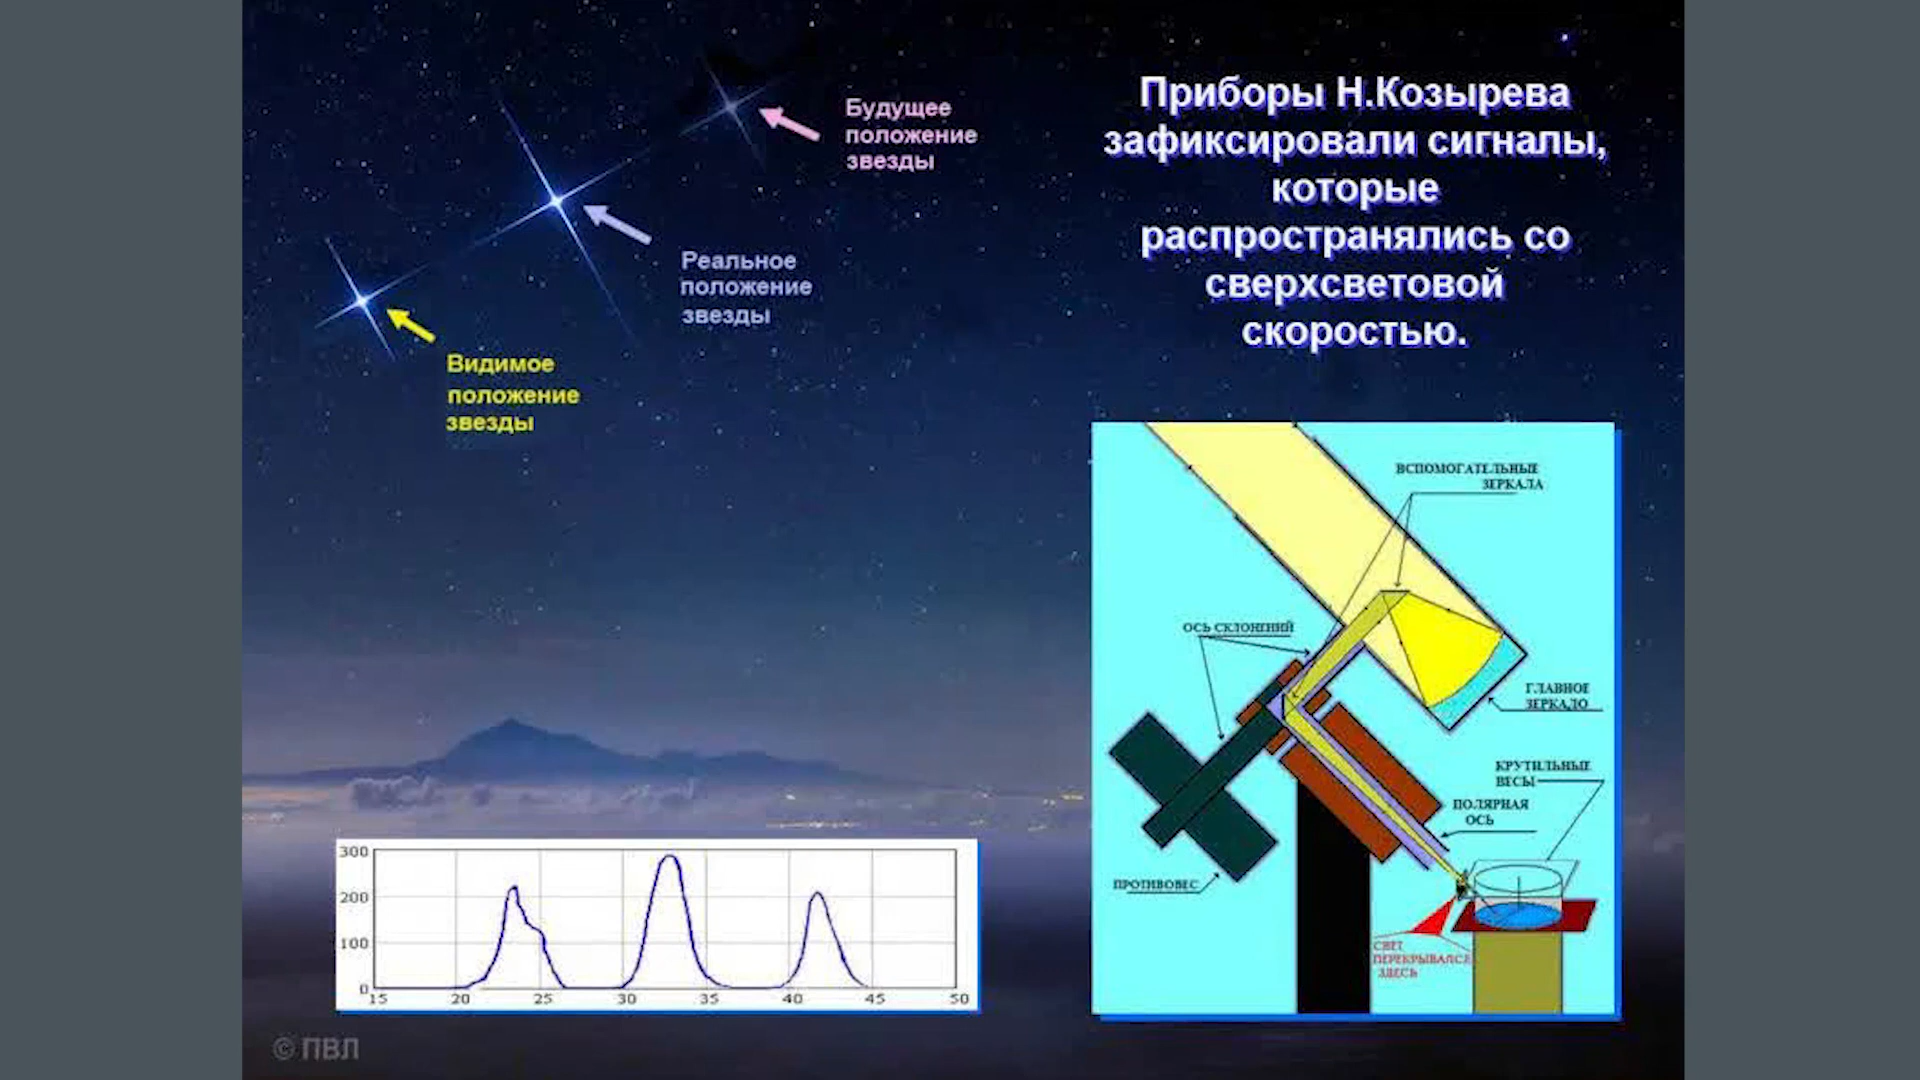 Приборы Н.Козырева
зафиксировали сигналы,
которые
распространялись со
сверхсветовой
скоростью.
Будущее
положение
звезды
Реальное
положение
звезды
Видимое
положение
звезды
ВСПОМОГАТЕЛЬНЫЕ
ЗЕРКАЛА
ОСЬ СКЛОНЕНИЙ
ГЛАВНОЕ
ЗЕРКАЛО
КРУТИЛЬНЫЕ
ВЕСЫ
ПОЛЯРНАЯ
ОСЬ
ПРОТИВОВЕС
СВЕТ
ПЕРЕКРЫВАЛСЯ
ЗДЕСЬ
300
200
100
0
15 20 25 30 35 40 45 50
© ПВЛ